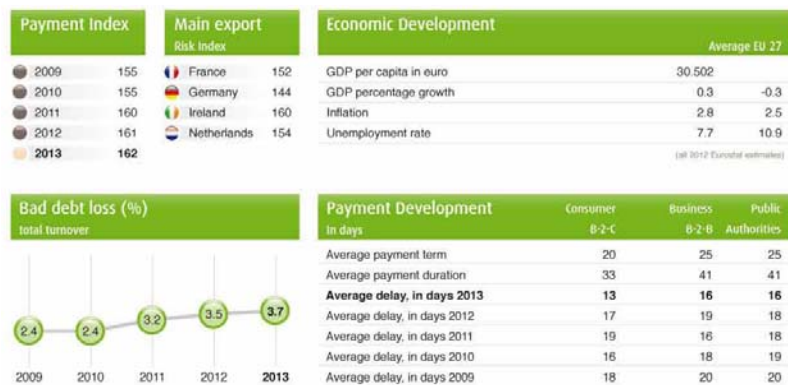 Payment Index
2009 155
2010 155
2011 160
2012 161
2013 162
Main export
Risk Index
France 152
Germany 144
Ireland 160
Netherlands 154
Economic Development
Average EU 27
GDP per capita in euro 30.502
GDP percentage growth 0.3 -0.3
Inflation 2.8 2.5
Unemployment rate 7.7 10.9
(all 2012 Eurostat estimates)
Bad debt loss (%)
total turnover
2.4 2.4 3.2 3.5 3.7
2009 2010 2011 2012 2013
Payment Development Consumer Business Public
In days B-2-C B-2-B Authorities
Average payment term 20 25 25
Average payment duration 33 41 41
Average delay, in days 2013 13 16 16
Average delay, in days 2012 17 19 18
Average delay, in days 2011 19 16 18
Average delay, in days 2010 16 18 19
Average delay, in days 2009 18 20 20